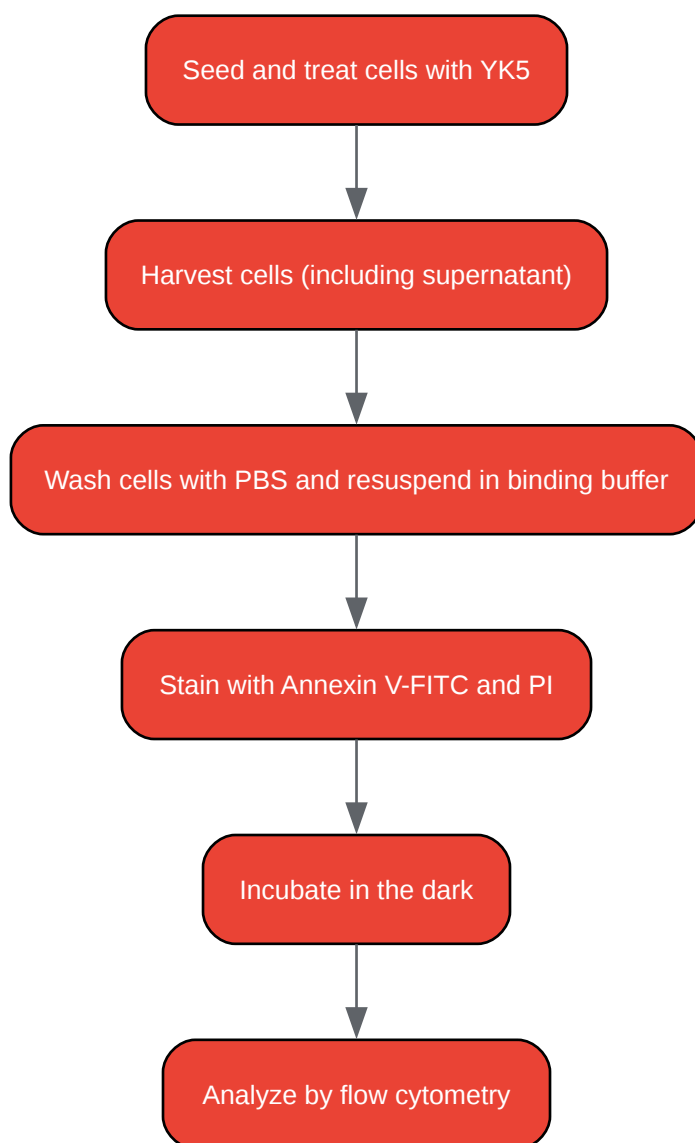 Seed and treat cells with YK5
Harvest cells (including supernatant)
Wash cells with PBS and resuspend in binding buffer
Stain with Annexin V-FITC and PI
Incubate in the dark
Analyze by flow cytometry